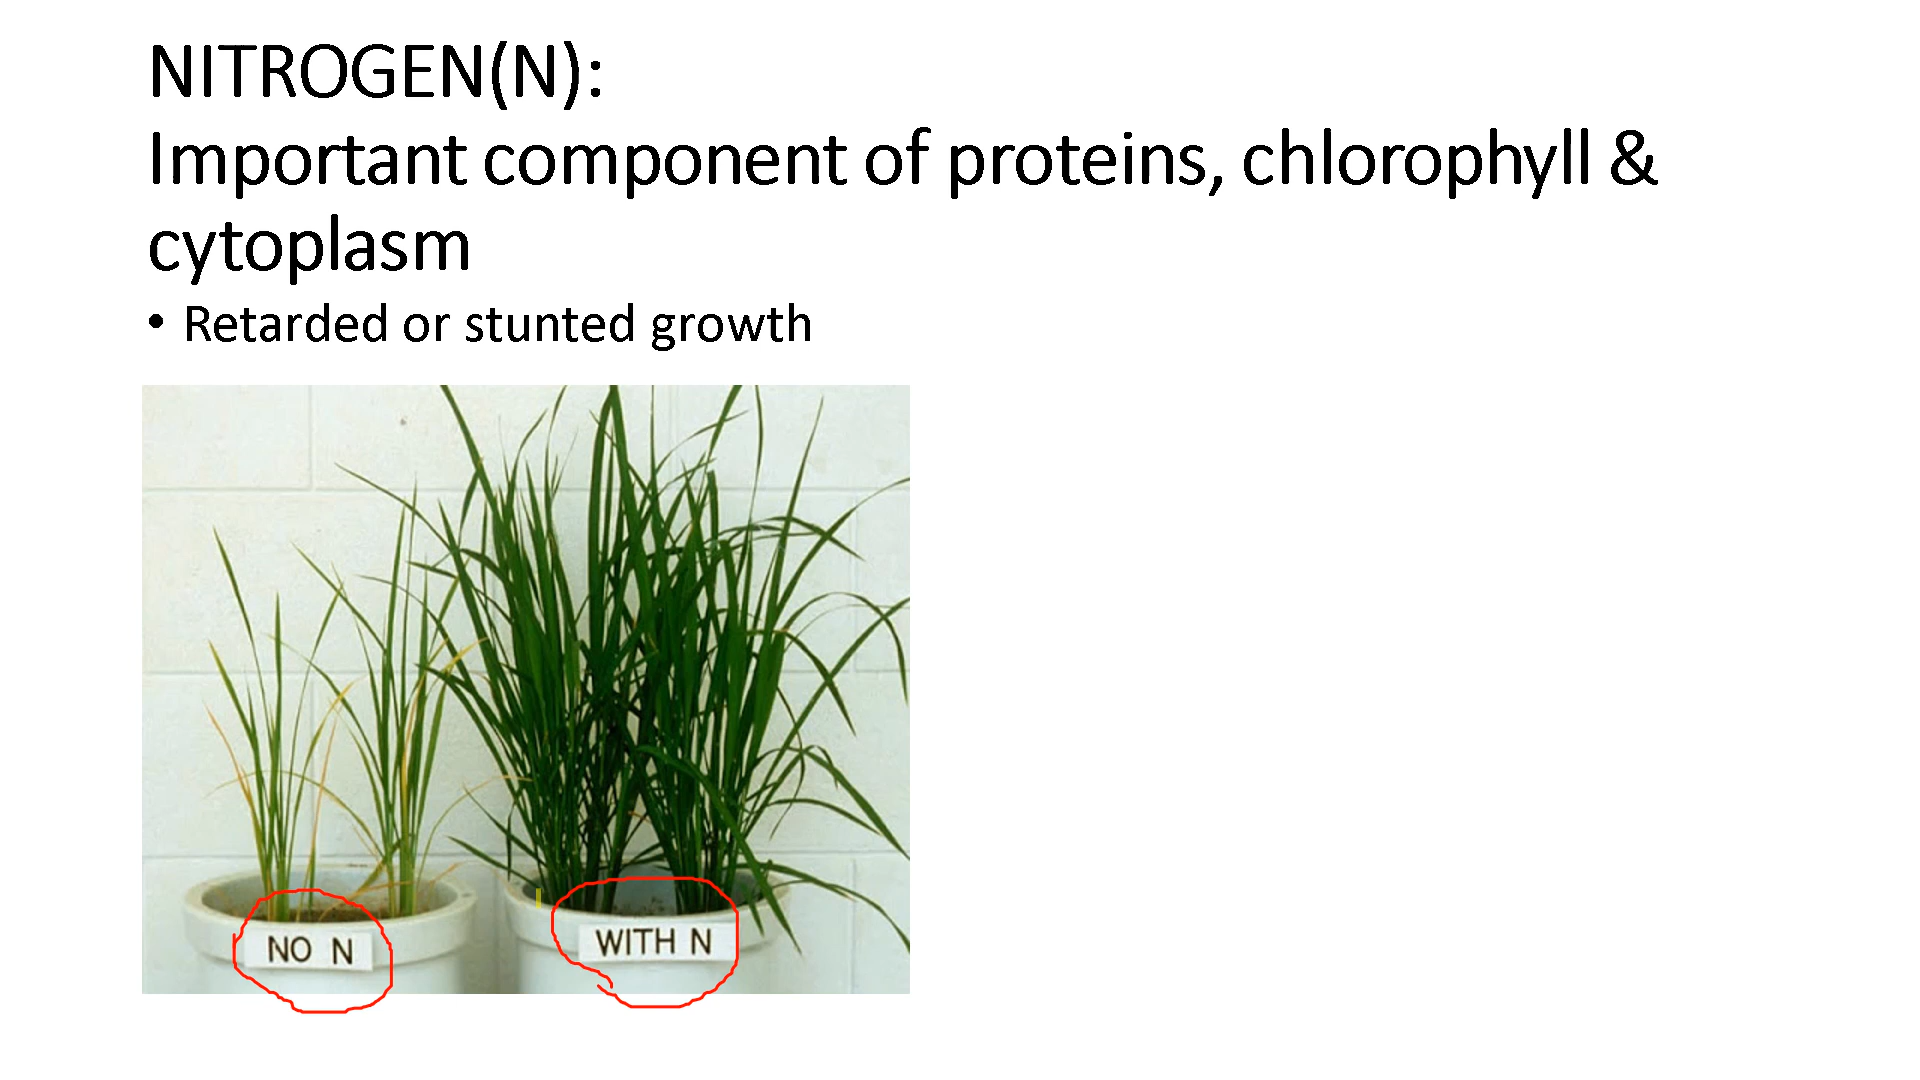 NITROGEN(N):
Important component of proteins, chlorophyll &
cytoplasm
• Retarded or stunted growth
NO N
WITH N